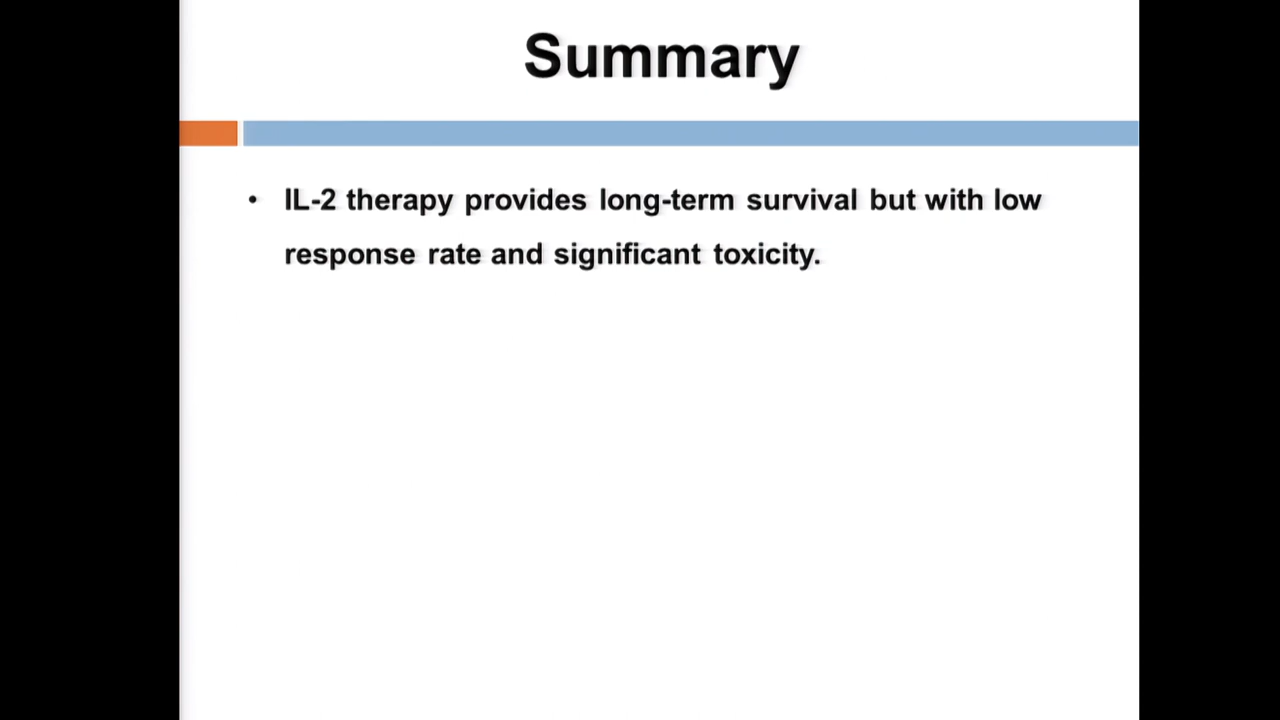 Summary
• IL-2 therapy provides long-term survival but with low
response rate and significant toxicity.